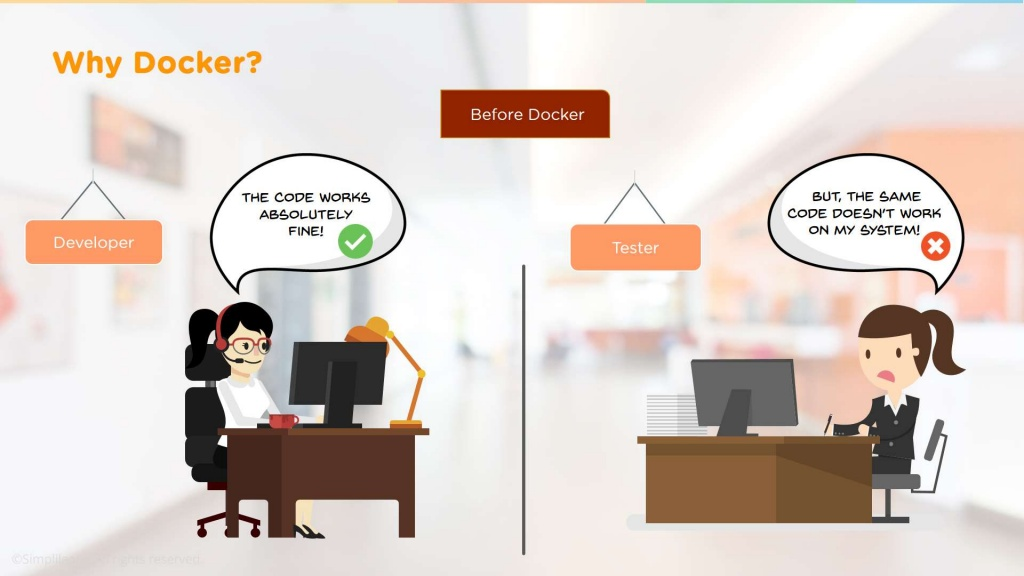 Why Docker?
Before Docker
Developer
THE CODE WORKS
ABSOLUTELY
FINE!
Tester
BUT, THE SAME
CODE DOESN'T WORK
ON MY SYSTEM!
reserved